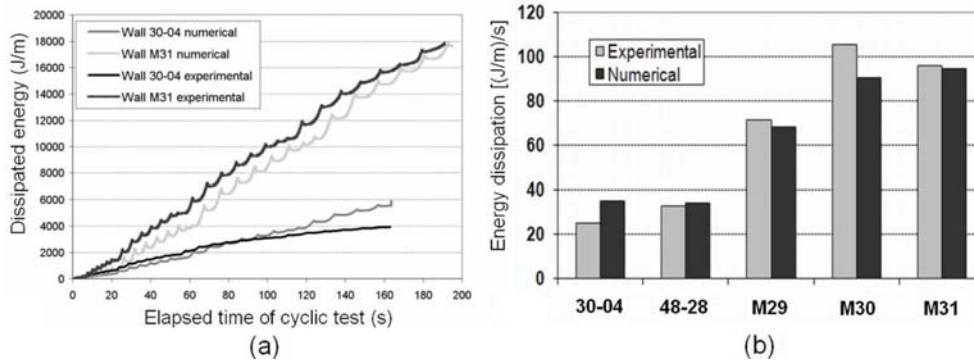 Wall 30-04 numerical
Wall M31 numerical
Wall 30-04 experimental
Wall M31 experimental
Dissipated energy (J/m)
20000
18000
16000
14000
12000
10000
8000
6000
4000
2000
0
0 20 40 60 80 100 120 140 160 180 200
Elapsed time of cyclic test (s)
(a)
Experimental
Numerical
Energy dissipation [(J/m)/s]
120
100
80
60
40
20
0
30-04 48-28 M29 M30 M31
(b)